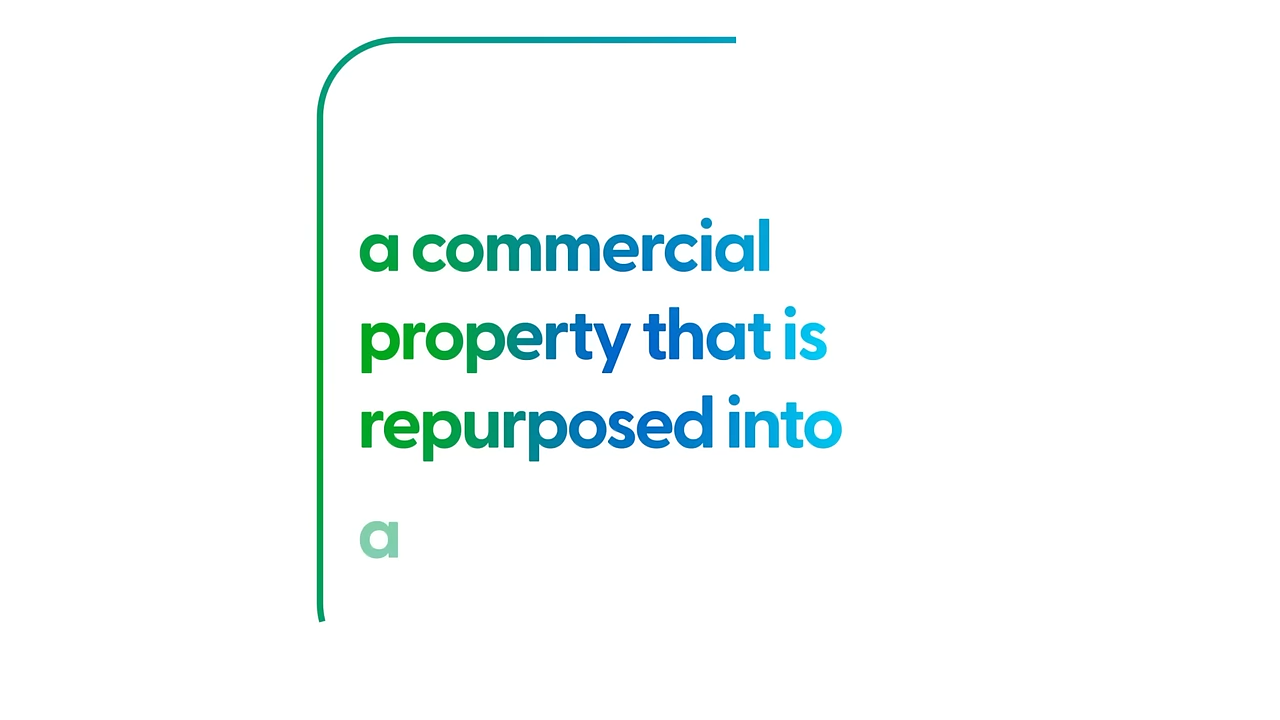 a commercial
property that is
repurposed into
a